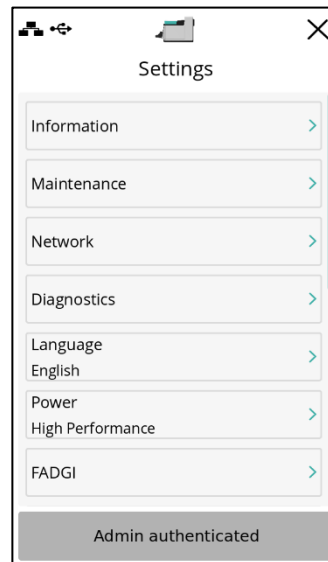 Settings
Information
Maintenance
Network
Diagnostics
Language
English
Power
High Performance
FADGI
Admin authenticated